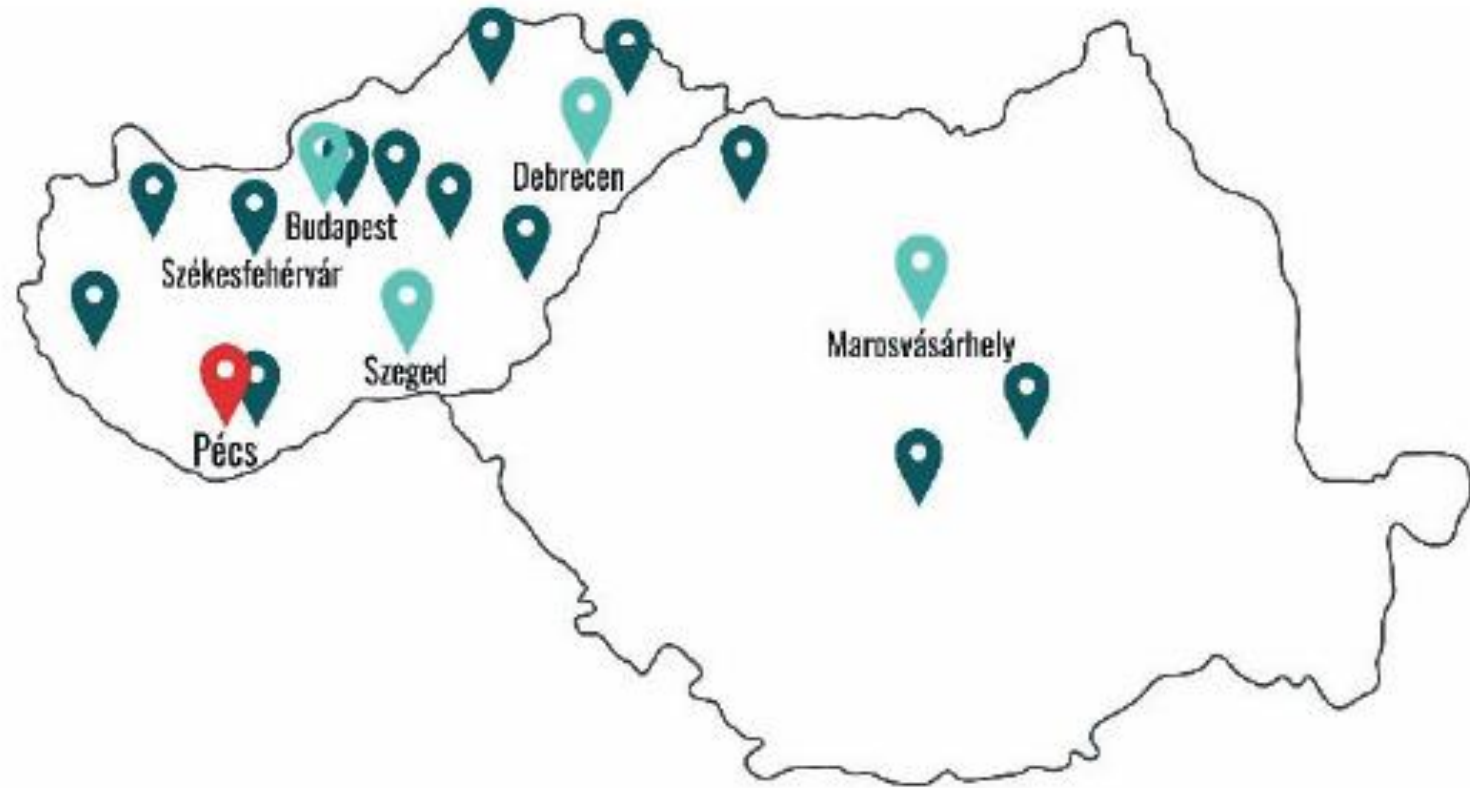 Debrecen
Budapest
Székesfehérvár
Marosvásárhely
Szeged
Pécs